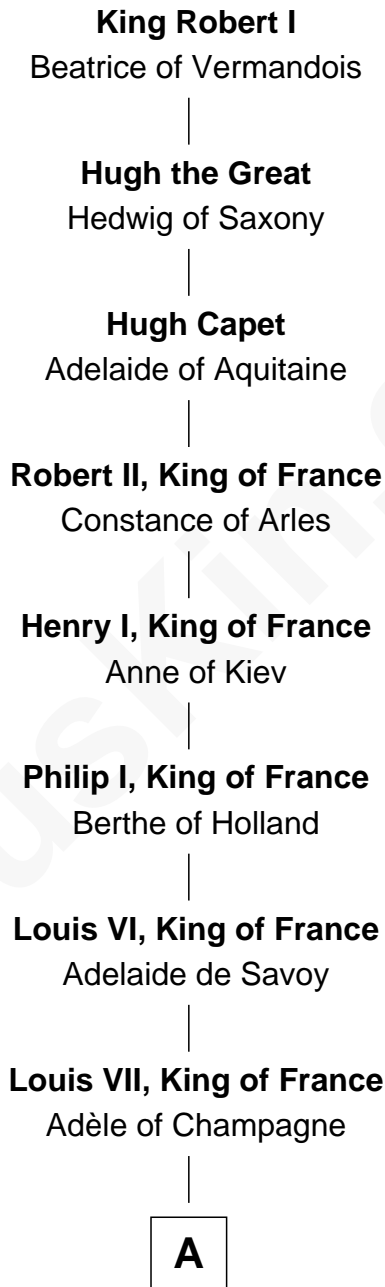 King Robert I
Beatrice of Vermandois
Hugh the Great
Hedwig of Saxony
Hugh Capet
Adelaide of Aquitaine
Robert II, King of France
Constance of Arles
Henry I, King of France
Anne of Kiev
Philip I, King of France
Berthe of Holland
Louis VI, King of France
Adelaide de Savoy
Louis VII, King of France
Adèle of Champagne
A